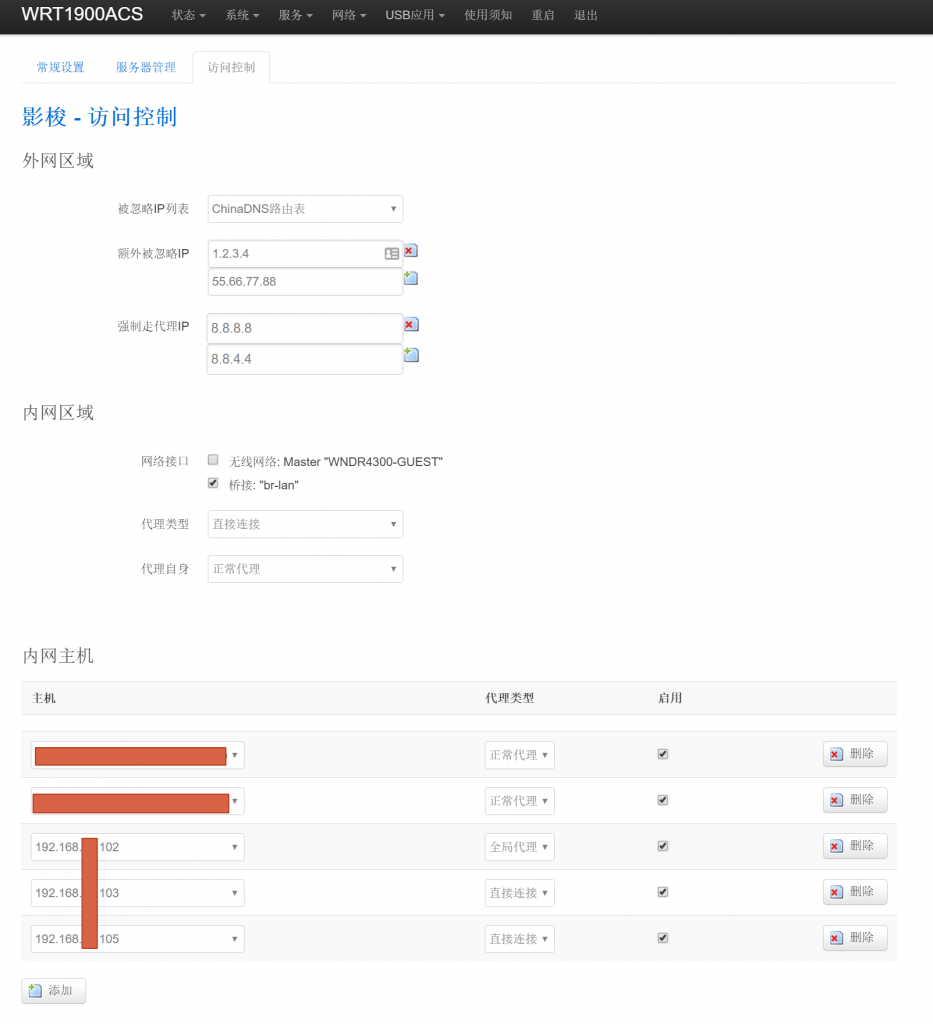 WRT1900ACS 状态 系统 服务 网络 USB应用 使用须知 重启 退出
常规设置 服务器管理 访问控制
影梭 - 访问控制
外网区域
被忽略IP列表 ChinaDNS路由表
额外被忽略IP 1.2.3.4
55.66.77.88
强制走代理IP 8.8.8.8
8.8.4.4
内网区域
网络接口 无线网络: Master "WNDR4300-GUEST"
桥接: "br-lan"
代理类型 直接连接
代理自身 正常代理
内网主机
主机 代理类型 启用
正常代理 删除
正常代理 删除
192.168. 102 全局代理 删除
192.168. 103 直接连接 删除
192.168. 105 直接连接 删除
添加